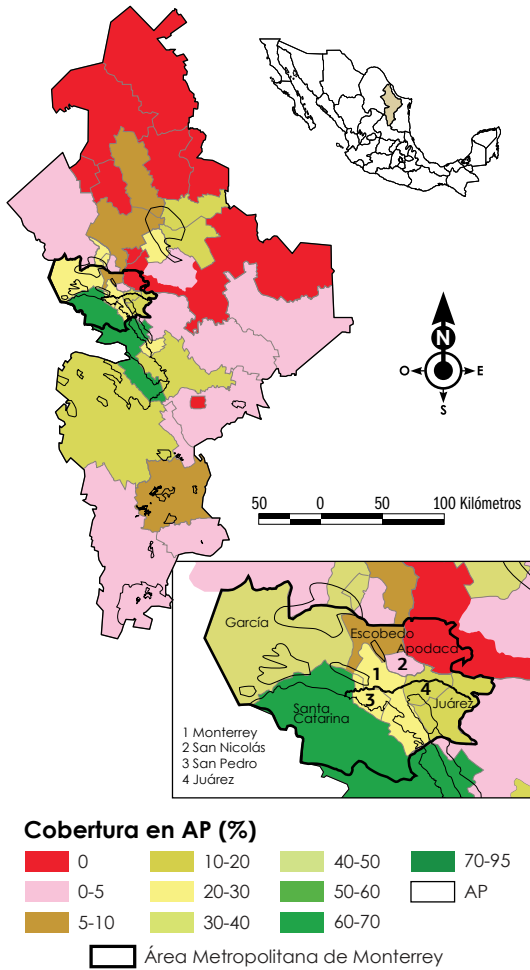 N
O
E
S
50 0 50 100 Kilómetros
García
Escobedo
Apodaca
1
2
4
3
Juárez
Santa
Catarina
1 Monterrey
2 San Nicolás
3 San Pedro
4 Juárez
Cobertura en AP (%)
0 10-20 40-50 70-95
0-5 20-30 50-60 AP
5-10 30-40 60-70
Área Metropolitana de Monterrey